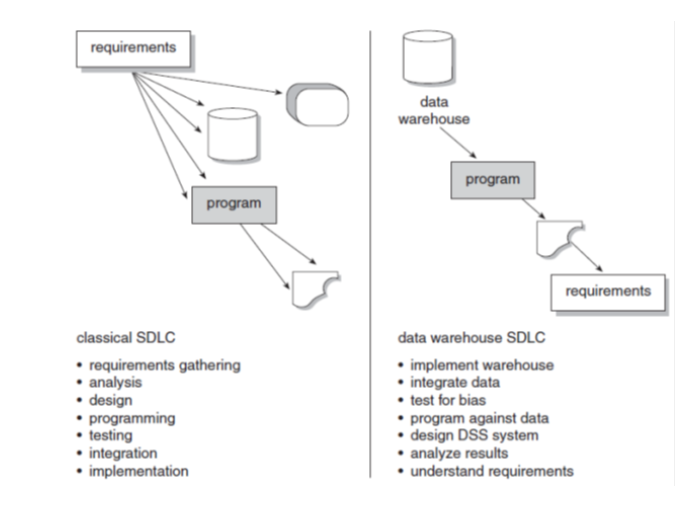 requirements
program
classical SDLC
• requirements gathering
• analysis
• design
• programming
• testing
• integration
• implementation
data
warehouse
program
requirements
data warehouse SDLC
• implement warehouse
• integrate data
• test for bias
• program against data
• design DSS system
• analyze results
• understand requirements